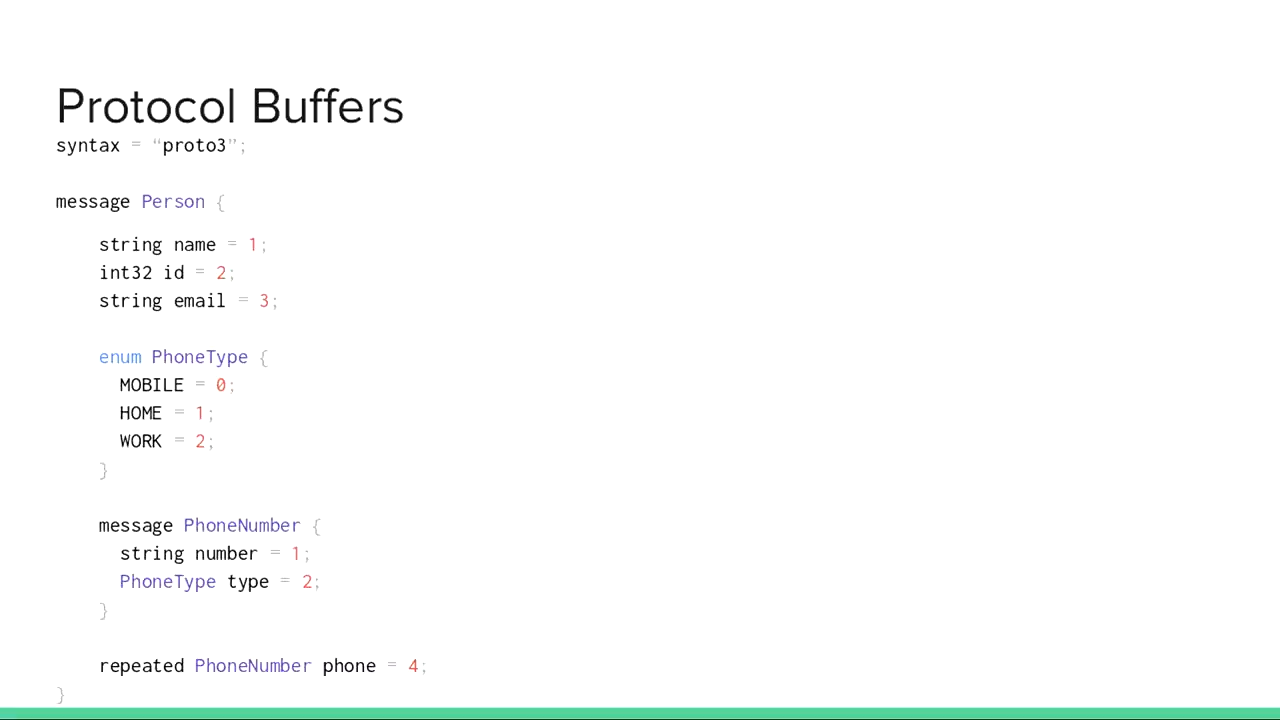 Protocol Buffers
syntax = “proto3”;
message Person {
string name = 1;
int32 id = 2;
string email = 3;
enum PhoneType {
MOBILE = 0;
HOME = 1;
WORK = 2;
}
message PhoneNumber {
string number = 1;
PhoneType type = 2;
}
repeated PhoneNumber phone = 4;
}